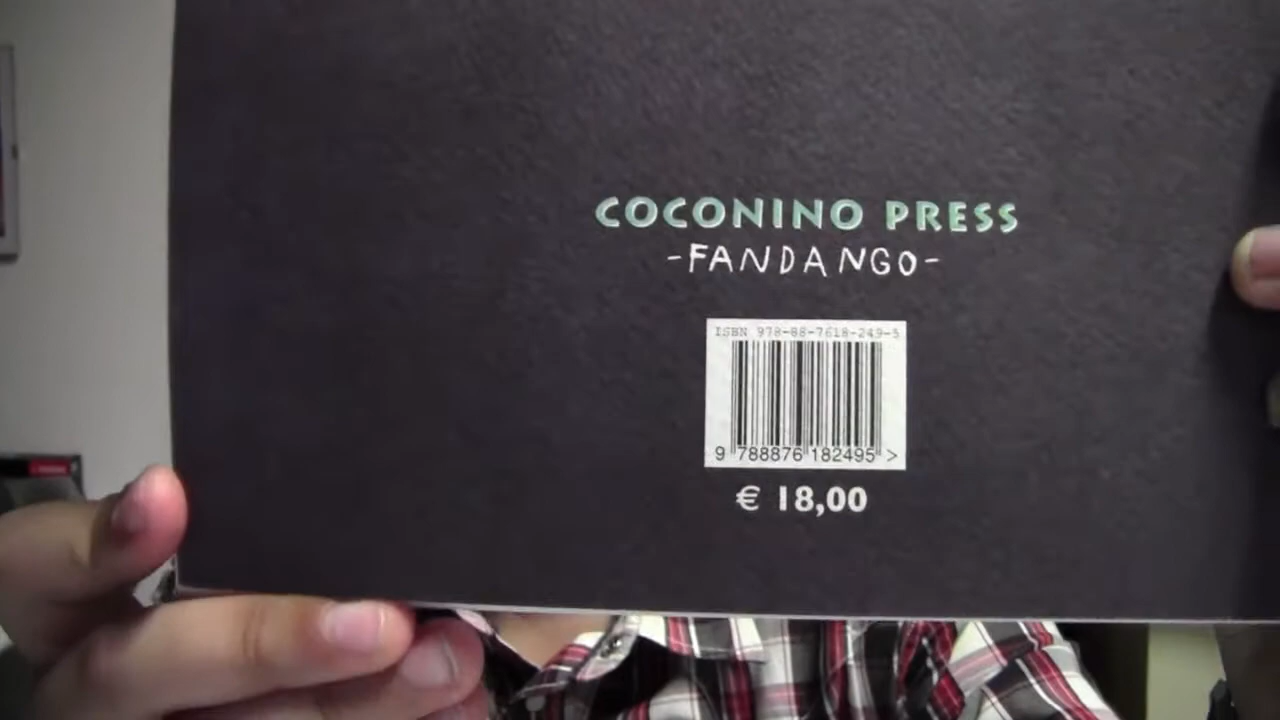 COCONINO PRESS
-FANDANGO-
ISBN 978-88-7618-249-5
9 788876 182495 >
€ 18,00